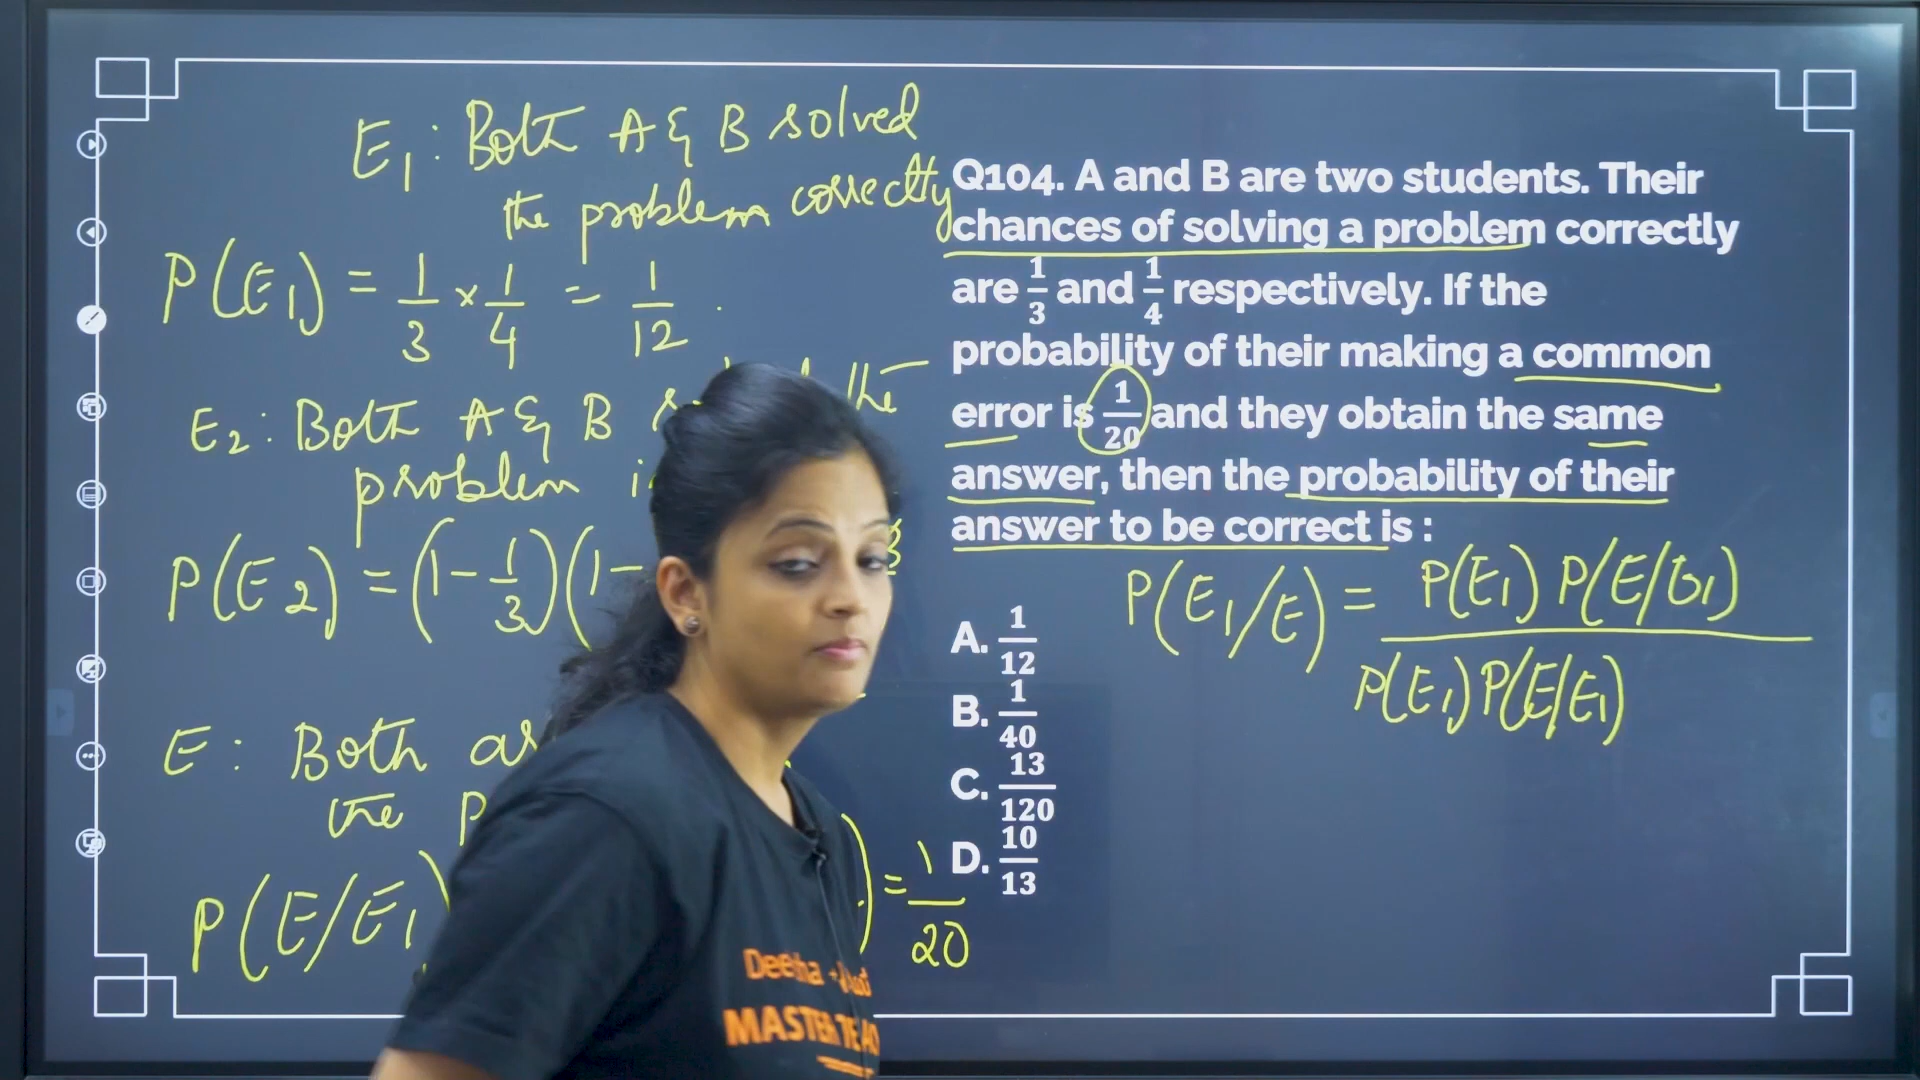 E₁ : Both A & B solved
the problem correctly
P(E₁) = 1/3 × 1/4 = 1/12 .
E₂ : Both A & B the
problem
P(E₂) = (1 - 1/3)(1 -
E : Both
the
P(E/E₁)
) = 1/20
Q104. A and B are two students. Their
chances of solving a problem correctly
are 1/3 and 1/4 respectively. If the
probability of their making a common
error is 1/20 and they obtain the same
answer, then the probability of their
answer to be correct is :
A. 1/12
B. 1/40
C. 13/120
D. 10/13
P(E₁/E) = P(E₁) P(E/E₁)
P(E₁) P(E/E₁)
MASTER